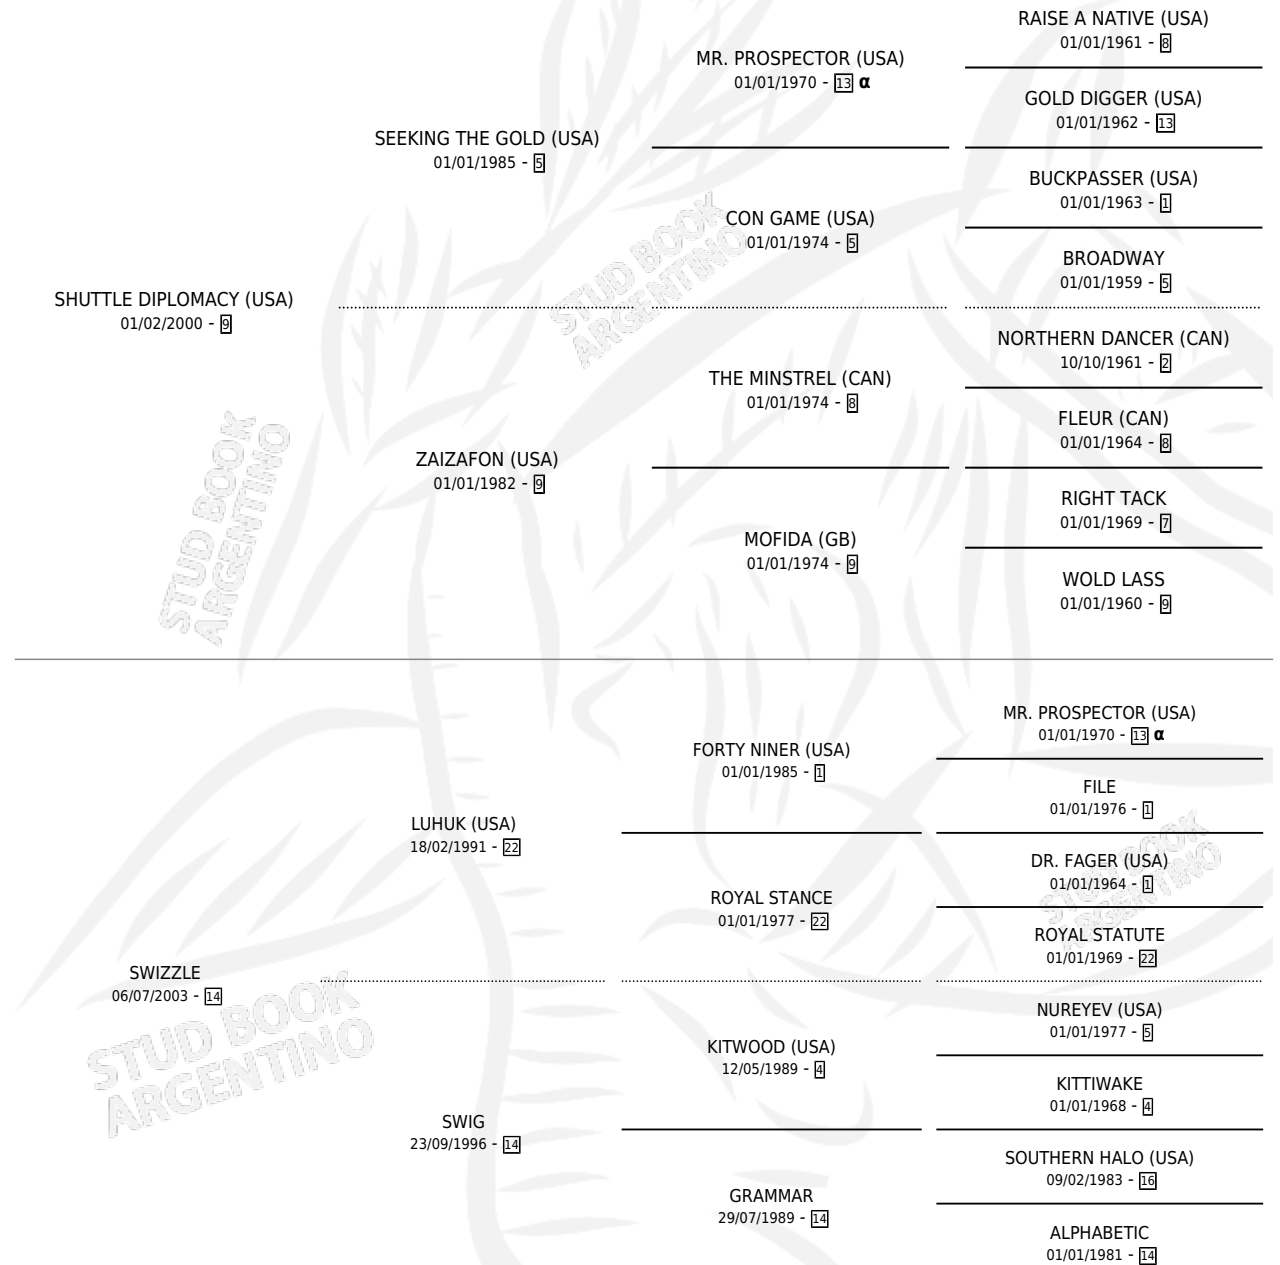 RAISE A NATIVE (USA)
01/01/1961 - 8
MR. PROSPECTOR (USA)
01/01/1970 - 13 α
GOLD DIGGER (USA)
01/01/1962 - 13
SEEKING THE GOLD (USA)
01/01/1985 - 5
BUCKPASSER (USA)
01/01/1963 - 1
CON GAME (USA)
01/01/1974 - 5
BROADWAY
01/01/1959 - 5
SHUTTLE DIPLOMACY (USA)
01/02/2000 - 9
NORTHERN DANCER (CAN)
10/10/1961 - 2
THE MINSTREL (CAN)
01/01/1974 - 8
FLEUR (CAN)
01/01/1964 - 8
ZAIZAFON (USA)
01/01/1982 - 9
RIGHT TACK
01/01/1969 - 7
MOFIDA (GB)
01/01/1974 - 9
WOLD LASS
01/01/1960 - 9
MR. PROSPECTOR (USA)
01/01/1970 - 13 α
FORTY NINER (USA)
01/01/1985 - 1
FILE
01/01/1976 - 1
LUHUK (USA)
18/02/1991 - 22
DR. FAGER (USA)
01/01/1964 - 1
ROYAL STANCE
01/01/1977 - 22
ROYAL STATUTE
01/01/1969 - 22
SWIZZLE
06/07/2003 - 14
NUREYEV (USA)
01/01/1977 - 5
KITWOOD (USA)
12/05/1989 - 4
KITTIWAKE
01/01/1968 - 4
SWIG
23/09/1996 - 14
SOUTHERN HALO (USA)
09/02/1983 - 16
GRAMMAR
29/07/1989 - 14
ALPHABETIC
01/01/1981 - 14
STUD BOOK
ARGENTINO
STUD BOOK
ARGENTINO
STUD BOOK
ARGENTINO
STUD BOOK
ARGENTINO